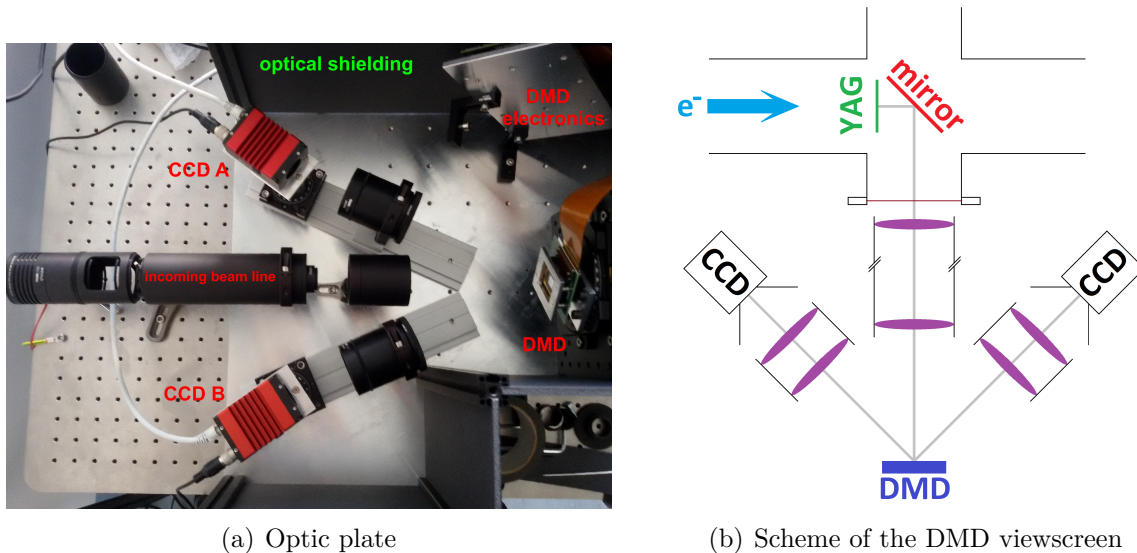 optical shielding
DMD
electronics
CCD A
incoming beam line
DMD
CCD B
(a) Optic plate
e-
YAG
mirror
CCD
CCD
DMD
(b) Scheme of the DMD viewscreen